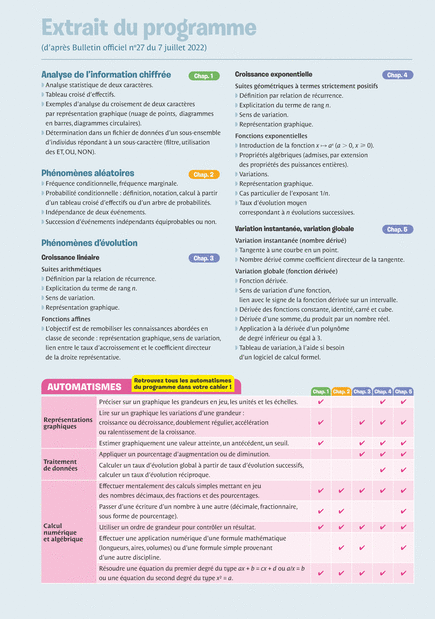 Extrait du programme
(d'après Bulletin officiel n°27 du 7 juillet 2022)
Analyse de l'information chiffrée
Chap. 1
Analyse statistique de deux caractères.
Tableau croisé d'effectifs.
Exemples d'analyse du croisement de deux caractères
par représentation graphique (nuage de points, diagrammes
en barres, diagrammes circulaires).
Détermination dans un fichier de données d'un sous-ensemble
d'individus répondant à un sous-caractère (filtre, utilisation
des ET, OU, NON).
Phénomènes aléatoires
Chap. 2
Fréquence conditionnelle, fréquence marginale.
Probabilité conditionnelle : définition, notation, calcul à partir
d'un tableau croisé d'effectifs ou d'un arbre de probabilités.
Indépendance de deux événements.
Succession d'événements indépendants équiprobables ou non.
Phénomènes d'évolution
Croissance linéaire
Chap. 3
Suites arithmétiques
Définition par la relation de récurrence.
Explicitation du terme de rang n.
Sens de variation.
Représentation graphique.
Fonctions affines
L'objectif est de remobiliser les connaissances abordées en
classe de seconde : représentation graphique, sens de variation,
lien entre le taux d'accroissement et le coefficient directeur
de la droite représentative.
Croissance exponentielle
Chap. 4
Suites géométriques à termes strictement positifs
Définition par relation de récurrence.
Explicitation du terme de rang n.
Sens de variation.
Représentation graphique.
Fonctions exponentielles
Introduction de la fonction x ↦ aˣ (a > 0, x ⩾ 0).
Propriétés algébriques (admises, par extension
des propriétés des puissances entières).
Variations.
Représentation graphique.
Cas particulier de l'exposant 1/n.
Taux d'évolution moyen
correspondant à n évolutions successives.
Variation instantanée, variation globale
Chap. 5
Variation instantanée (nombre dérivé)
Tangente à une courbe en un point.
Nombre dérivé comme coefficient directeur de la tangente.
Variation globale (fonction dérivée)
Fonction dérivée.
Sens de variation d'une fonction,
lien avec le signe de la fonction dérivée sur un intervalle.
Dérivée des fonctions constante, identité, carré et cube.
Dérivée d'une somme, du produit par un nombre réel.
Application à la dérivée d'un polynôme
de degré inférieur ou égal à 3.
Tableau de variation, à l'aide si besoin
d'un logiciel de calcul formel.
AUTOMATISMES
Retrouvez tous les automatismes
du programme dans votre cahier !
Chap. 1 Chap. 2 Chap. 3 Chap. 4 Chap. 5
Représentations
graphiques
Préciser sur un graphique les grandeurs en jeu, les unités et les échelles. ✔ ✔ ✔
Lire sur un graphique les variations d'une grandeur :
croissance ou décroissance, doublement régulier, accélération
ou ralentissement de la croissance. ✔ ✔ ✔ ✔
Estimer graphiquement une valeur atteinte, un antécédent, un seuil. ✔ ✔ ✔ ✔
Traitement
de données
Appliquer un pourcentage d'augmentation ou de diminution. ✔ ✔ ✔
Calculer un taux d'évolution global à partir de taux d'évolution successifs,
calculer un taux d'évolution réciproque. ✔ ✔
Calcul
numérique
et algébrique
Effectuer mentalement des calculs simples mettant en jeu
des nombres décimaux, des fractions et des pourcentages. ✔ ✔ ✔ ✔ ✔
Passer d'une écriture d'un nombre à une autre (décimale, fractionnaire,
sous forme de pourcentage). ✔ ✔ ✔
Utiliser un ordre de grandeur pour contrôler un résultat. ✔ ✔ ✔ ✔ ✔
Effectuer une application numérique d'une formule mathématique
(longueurs, aires, volumes) ou d'une formule simple provenant
d'une autre discipline. ✔ ✔ ✔
Résoudre une équation du premier degré du type ax + b = cx + d ou a/x = b
ou une équation du second degré du type x² = a. ✔ ✔ ✔ ✔ ✔